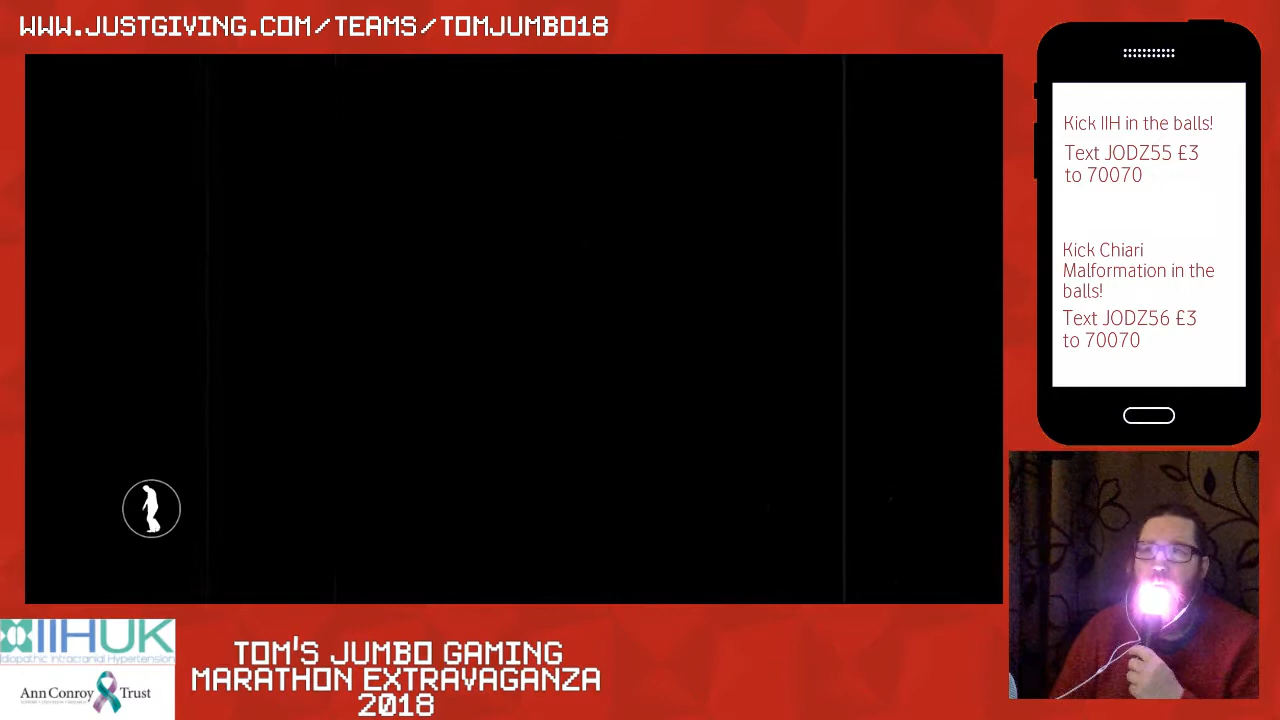 WWW.JUSTGIVING.COM/TEAMS/TOMJUMBO18
Kick IIH in the balls!
Text JODZ55 £3
to 70070
Kick Chiari
Malformation in the
balls!
Text JODZ56 £3
to 70070
IIHUK
Idiopathic Intracranial Hypertension
Ann Conroy Trust
TOM'S JUMBO GAMING
MARATHON EXTRAVAGANZA
2018